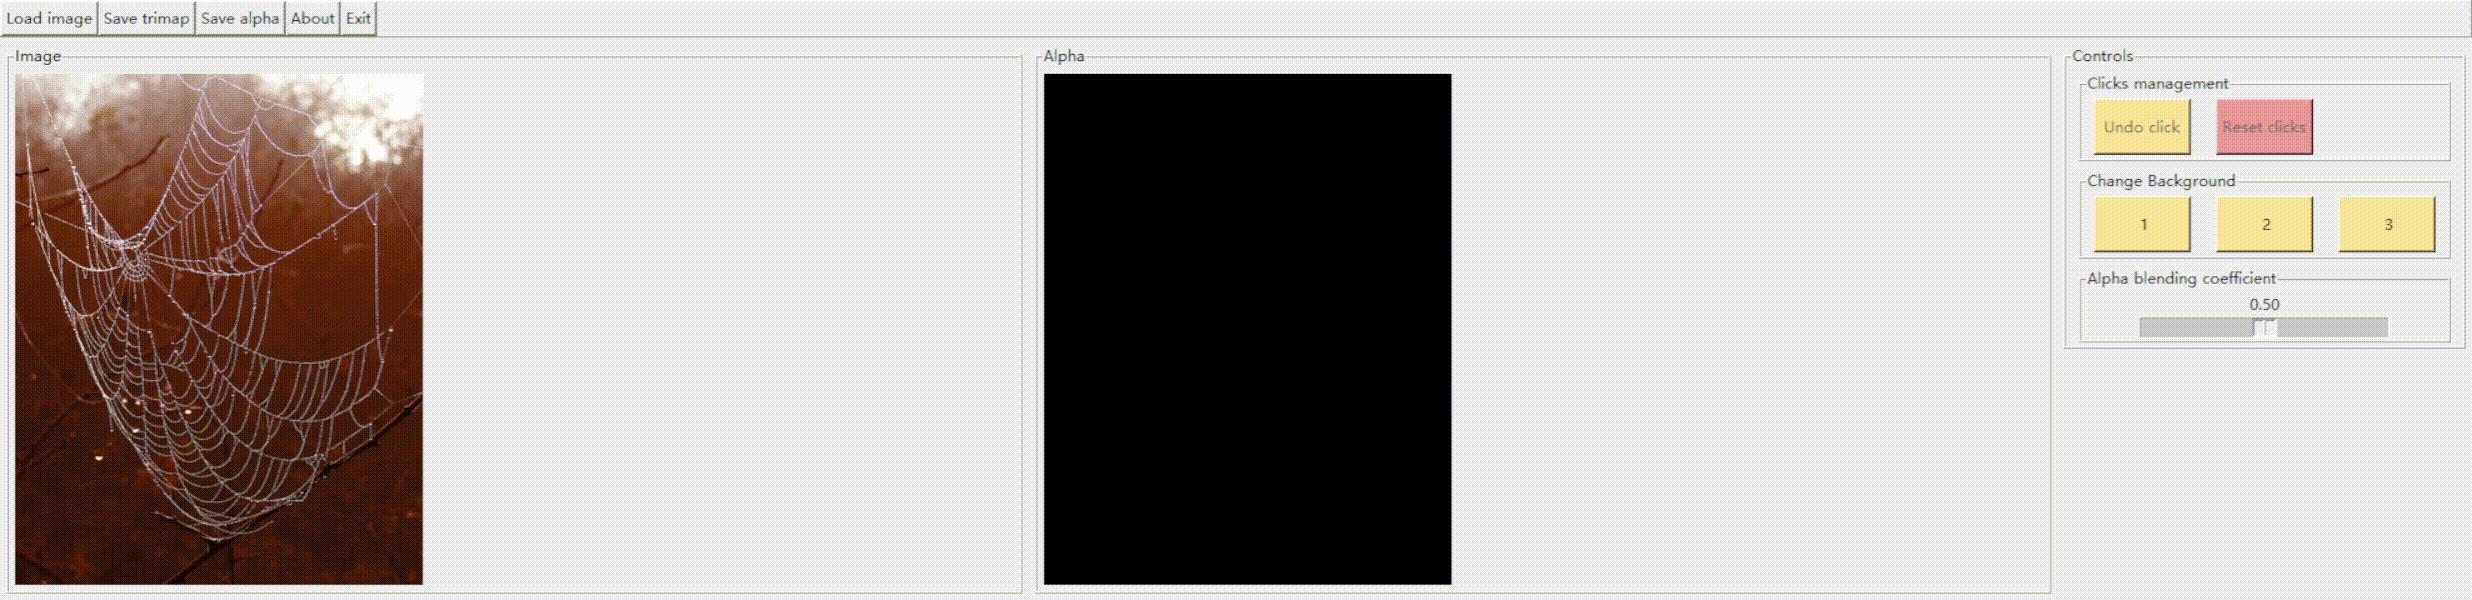 Load image Save trimap Save alpha About Exit
Image
Alpha
Controls
Clicks management
Undo click Reset clicks
Change Background
1 2 3
Alpha blending coefficient
0.50